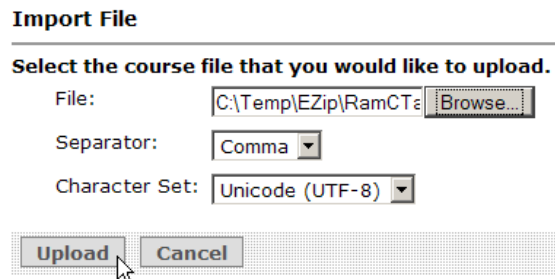 Import File
Select the course file that you would like to upload.
File: C:\Temp\EZip\RamCTa Browse...
Separator: Comma
Character Set: Unicode (UTF-8)
Upload Cancel